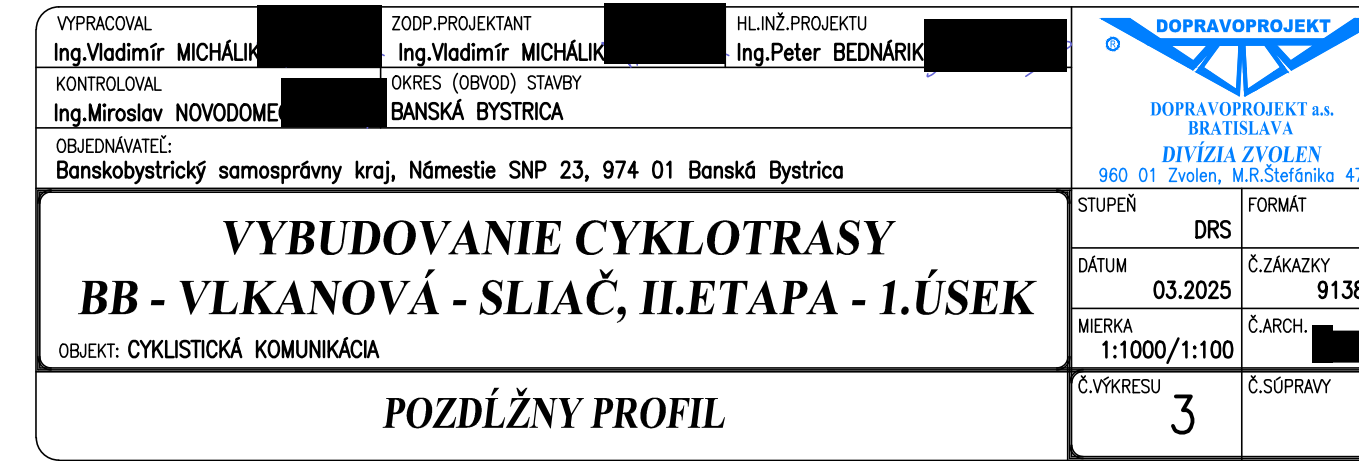 VYPRACOVAL
Ing.Vladimír MICHÁLIK
ZODP.PROJEKTANT
Ing.Vladimír MICHÁLIK
HL.INŽ.PROJEKTU
Ing.Peter BEDNÁRIK
KONTROLOVAL
Ing.Miroslav
OKRES (OBVOD) STAVBY
BANSKÁ BYSTRICA
OBJEDNÁVATEĽ:
Banskobystrický samosprávny kraj, Námestie SNP 23, 974 01 Banská Bystrica
DOPRAVOPROJEKT
®
DOPRAVOPROJEKT a.s.
BRATISLAVA
DIVÍZIA ZVOLEN
960 01 Zvolen, M.R.Štefánika 47
VYBUDOVANIE CYKLOTRASY
BB - VLKANOVÁ - SLIAČ, II.ETAPA - 1.ÚSEK
OBJEKT: CYKLISTICKÁ KOMUNIKÁCIA
POZDĹŽNY PROFIL
STUPEŇ
DRS
FORMÁT
DÁTUM
03.2025
Č.ZÁKAZKY
9138
MIERKA
1:1000/1:100
Č.ARCH.
Č.VÝKRESU
3
Č.SÚPRAVY